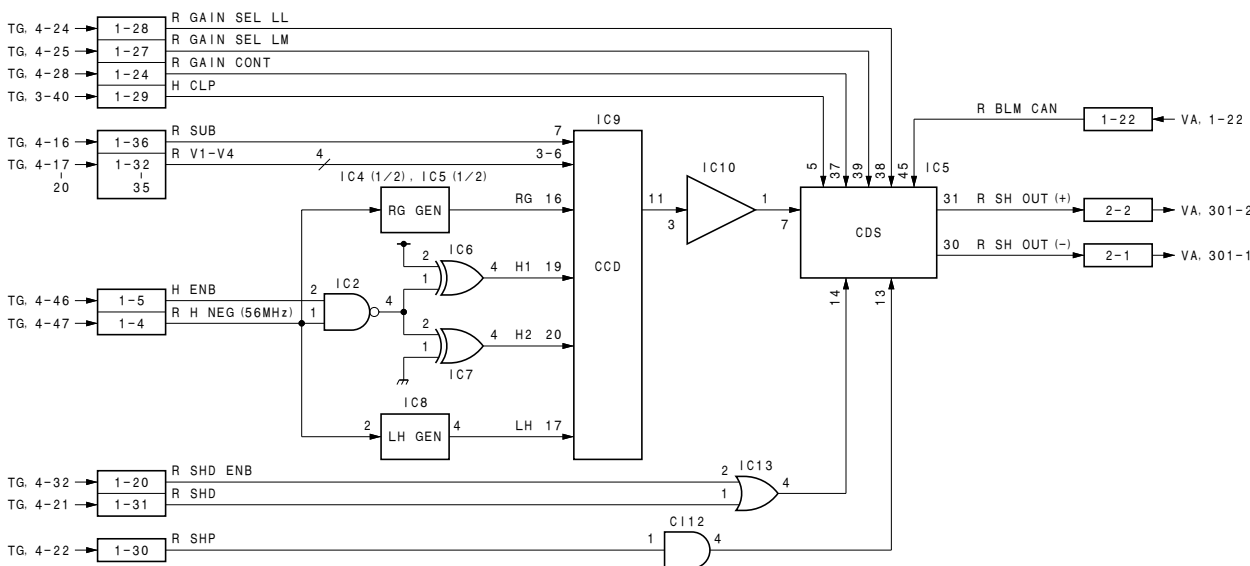 TG, 4-24 1-28 R GAIN SEL LL
TG, 4-25 1-27 R GAIN SEL LM
TG, 4-28 1-24 R GAIN CONT
TG, 3-40 1-29 H CLP
R BLM CAN 1-22 VA, 1-22
IC9
TG, 4-16 1-36 R SUB 7
TG, 4-17 1-32 R V1-V4 4 3-6
20 35
IC4 (1/2), IC5 (1/2)
RG GEN RG 16
IC10
11 3 1 7
5 37 39 38 45 IC5
CDS
31 R SH OUT (+) 2-2 VA, 301-2
30 R SH OUT (-) 2-1 VA, 301-1
14 13
CCD
IC6
2 1 4 H1 19
TG, 4-46 1-5 H ENB 2 IC2
TG, 4-47 1-4 R H NEG (56MHz) 1 4
2 1 4 H2 20
IC7
IC8
2 LH GEN 4 LH 17
TG, 4-32 1-20 R SHD ENB 2 IC13
TG, 4-21 1-31 R SHD 1 4
CI12
TG, 4-22 1-30 R SHP 1 4